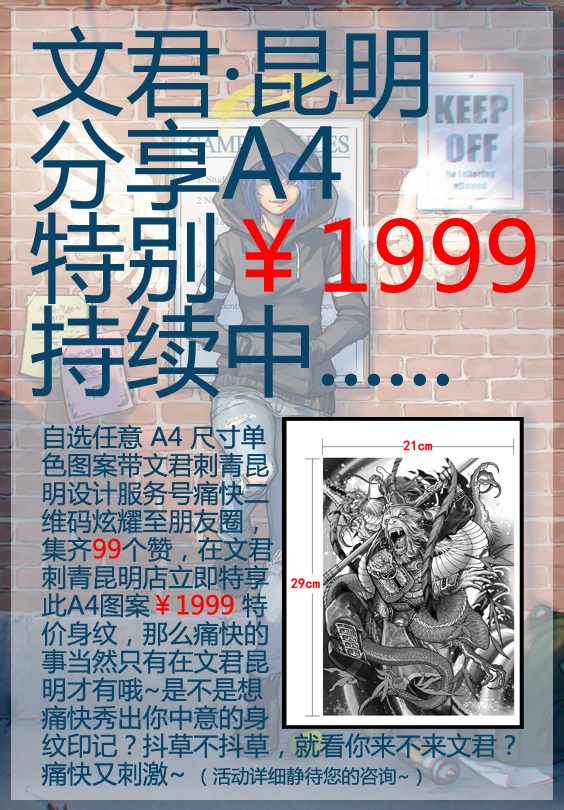 文君·昆明
分享A4
特别￥1999
持续中......
KEEP
OFF
No Loitering
allowed
自选任意 A4 尺寸单
色图案带文君刺青昆
明设计服务号痛快二
维码炫耀至朋友圈，
集齐99个赞，在文君
刺青昆明店立即特享
此A4图案￥1999 特
价身纹，那么痛快的
事当然只有在文君昆
明才有哦~是不是想
痛快秀出你中意的身
纹印记？抖草不抖草，就看你来不来文君？
痛快又刺激~（活动详细静待您的咨询~）
21cm
29cm